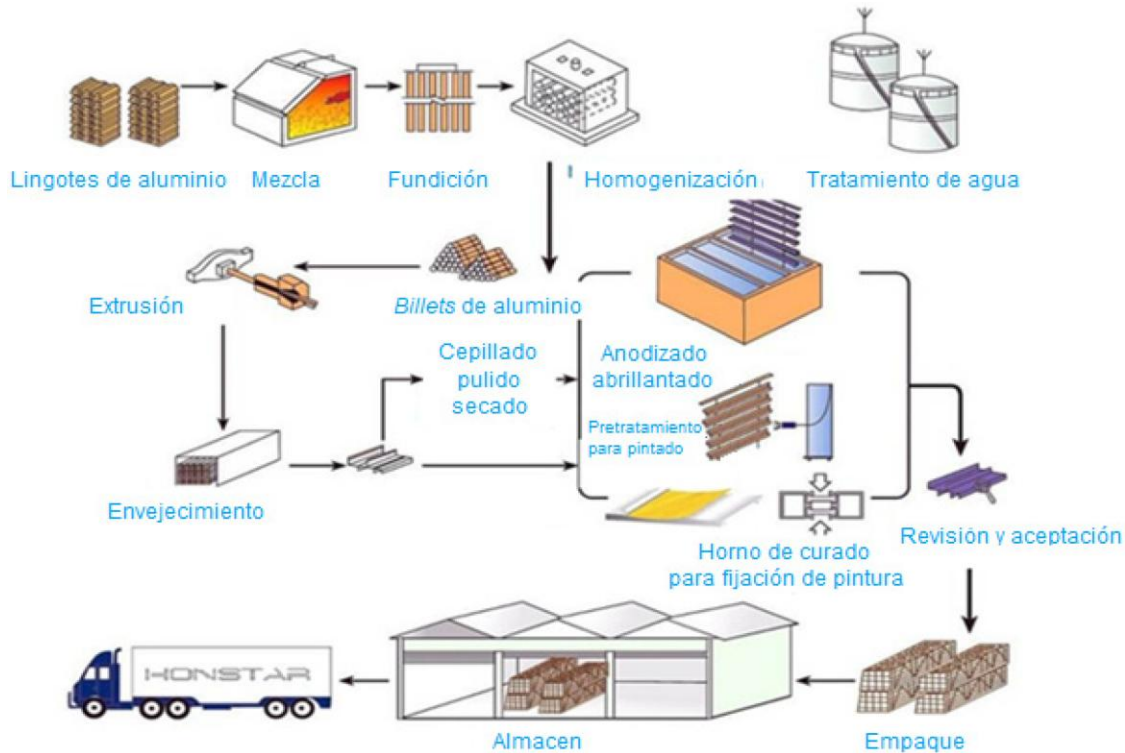 Lingotes de aluminio
Mezcla
Fundición
Homogenización
Tratamiento de agua
Extrusión
Billets de aluminio
Cepillado
pulido
secado
Anodizado
abrillantado
Pretratamiento
para pintado
Envejecimiento
Horno de curado
para fijación de pintura
Revisión y aceptación
HONSTAR
Almacen
Empaque